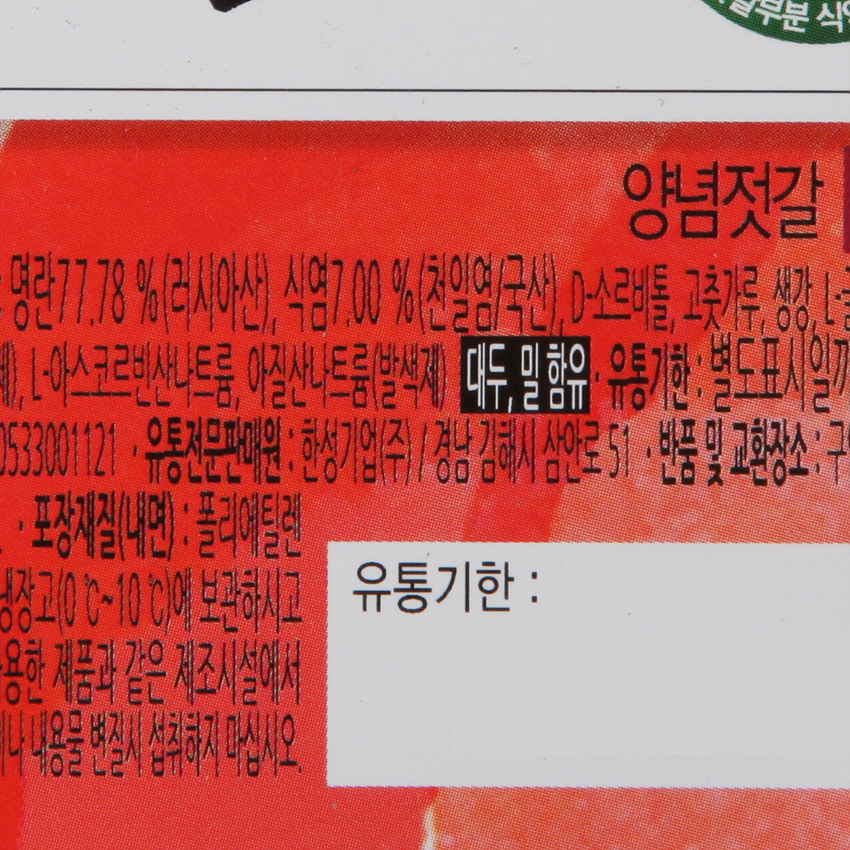 부분 식
양념젓갈
명란77.78 %(러시아산), 식염7.00 %(천일염/국산), D-소르비톨, 고춧가루, 생강, L-
), L-아스코르빈산나트륨, 아질산나트륨(발색제) 대두, 밀 함유 · 유통기한 : 별도표시일까
0533001121 · 유통전문판매원 : 한성기업(주) / 경남 김해시 삼안로 51 · 반품 및 교환장소 : 구
· 포장재질(내면) : 폴리에틸렌
냉장고(0 ℃~10 ℃)에 보관하시고
사용한 제품과 같은 제조시설에서
내용물 변질시 섭취하지 마십시오.
유통기한 :